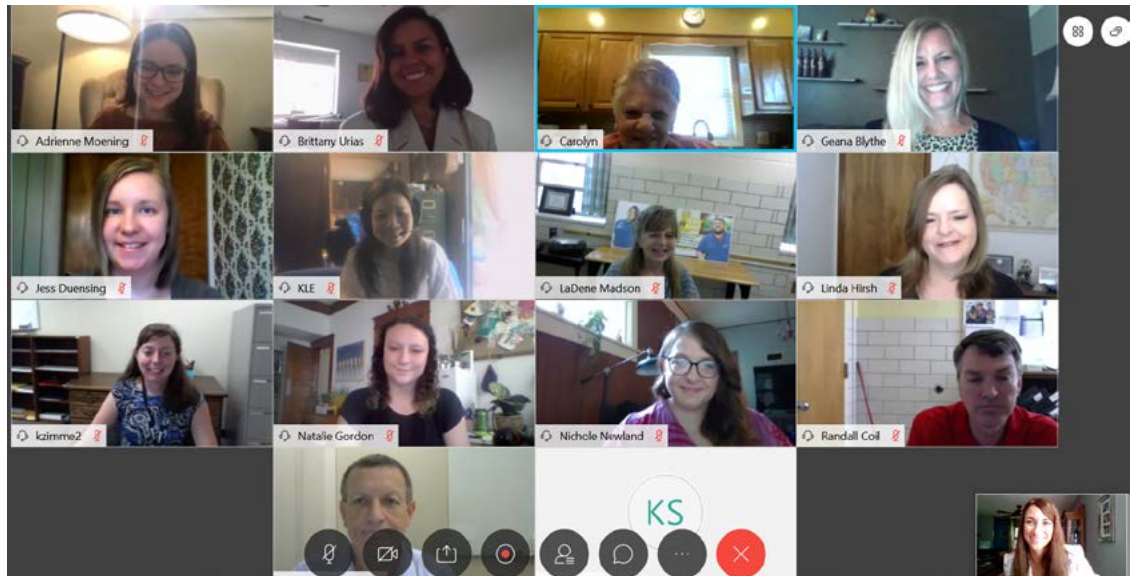 Adrienne Moening
Brittany Urias
Carolyn
Geana Blythe
Jess Duensing
KLE
LaDene Madson
Linda Hirsh
kzimme2
Natalie Gordon
Nichole Newland
Randall Coil
KS